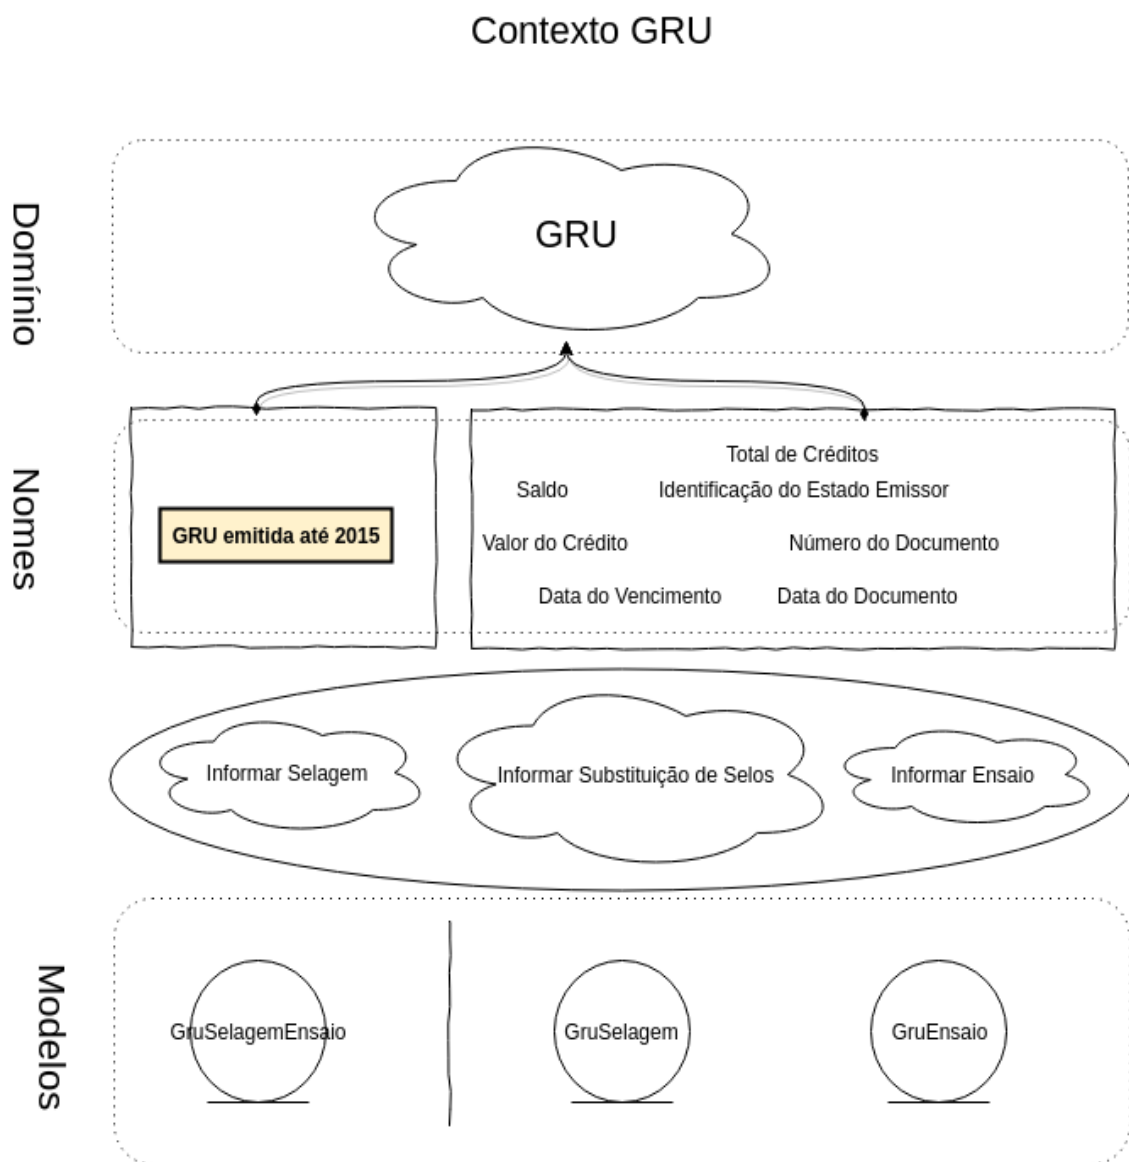 Contexto GRU
Domínio
GRU
Nomes
GRU emitida até 2015
Total de Créditos
Saldo
Identificação do Estado Emissor
Valor do Crédito
Número do Documento
Data do Vencimento
Data do Documento
Informar Selagem
Informar Substituição de Selos
Informar Ensaio
Modelos
GruSelagemEnsaio
GruSelagem
GruEnsaio